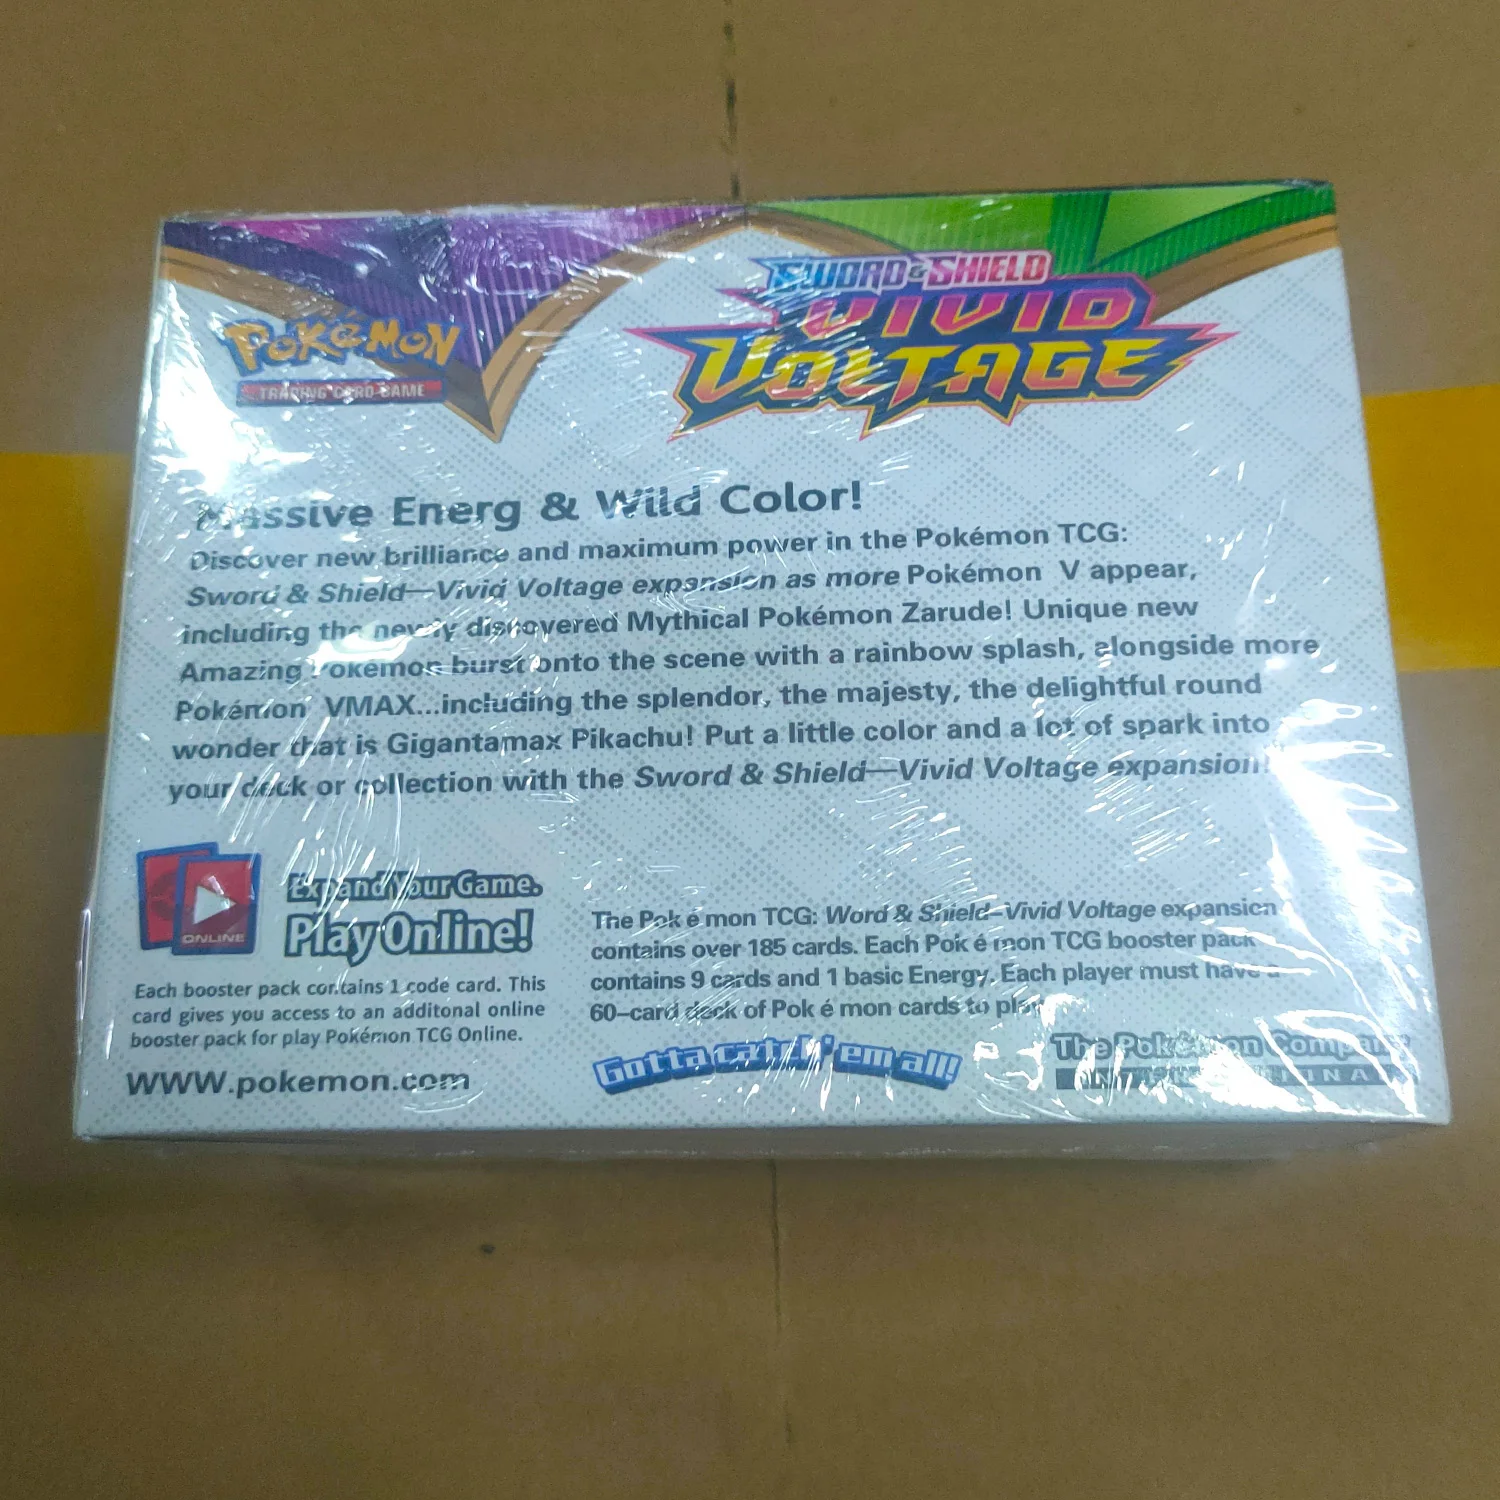 POKéMON
TRADING CARD GAME
SWORD & SHIELD
VIVID
VOLTAGE
Massive Energ & Wild Color!
Discover new brilliance and maximum power in the Pokémon TCG:
Sword & Shield—Vivid Voltage expansion as more Pokémon V appear,
including the newly discovered Mythical Pokémon Zarude! Unique new
Amazing Pokémon burst onto the scene with a rainbow splash, alongside more
Pokémon VMAX...including the splendor, the majesty, the delightful round
wonder that is Gigantamax Pikachu! Put a little color and a lot of spark into
your deck or collection with the Sword & Shield—Vivid Voltage expansion!
ONLINE
Expand Your Game.
Play Online!
Each booster pack contains 1 code card. This
card gives you access to an additonal online
booster pack for play Pokémon TCG Online.
WWW.pokemon.com
The Pok é mon TCG: Word & Shield–Vivid Voltage expansion
contains over 185 cards. Each Pok é mon TCG booster pack
contains 9 cards and 1 basic Energy. Each player must have a
60–card deck of Pok é mon cards to play
Gotta catch 'em all!
The Pokémon Company